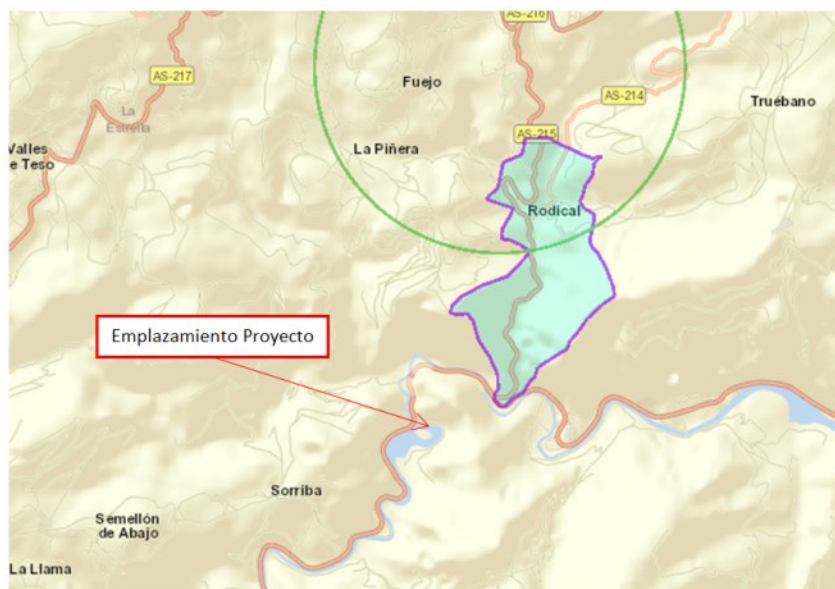 AS-216
AS-217
Fuejo
AS-214
Truébano
La
Estrella
AS-215
Valles
e Teso
La Piñera
Rodical
Emplazamiento Proyecto
Sorriba
Semellón
de Abajo
La Llama